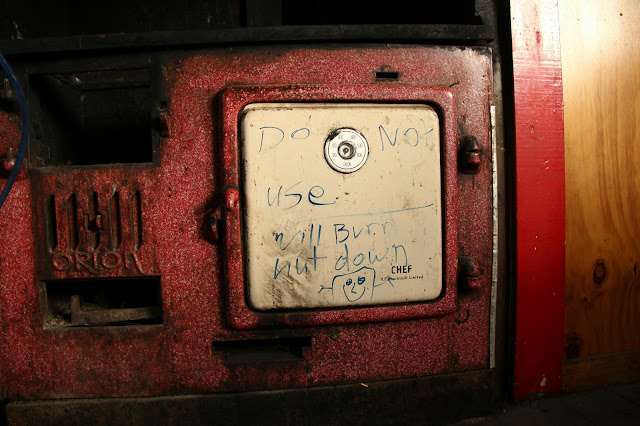 DO NOT
use
will Burn
hut down
CHEF
ORION